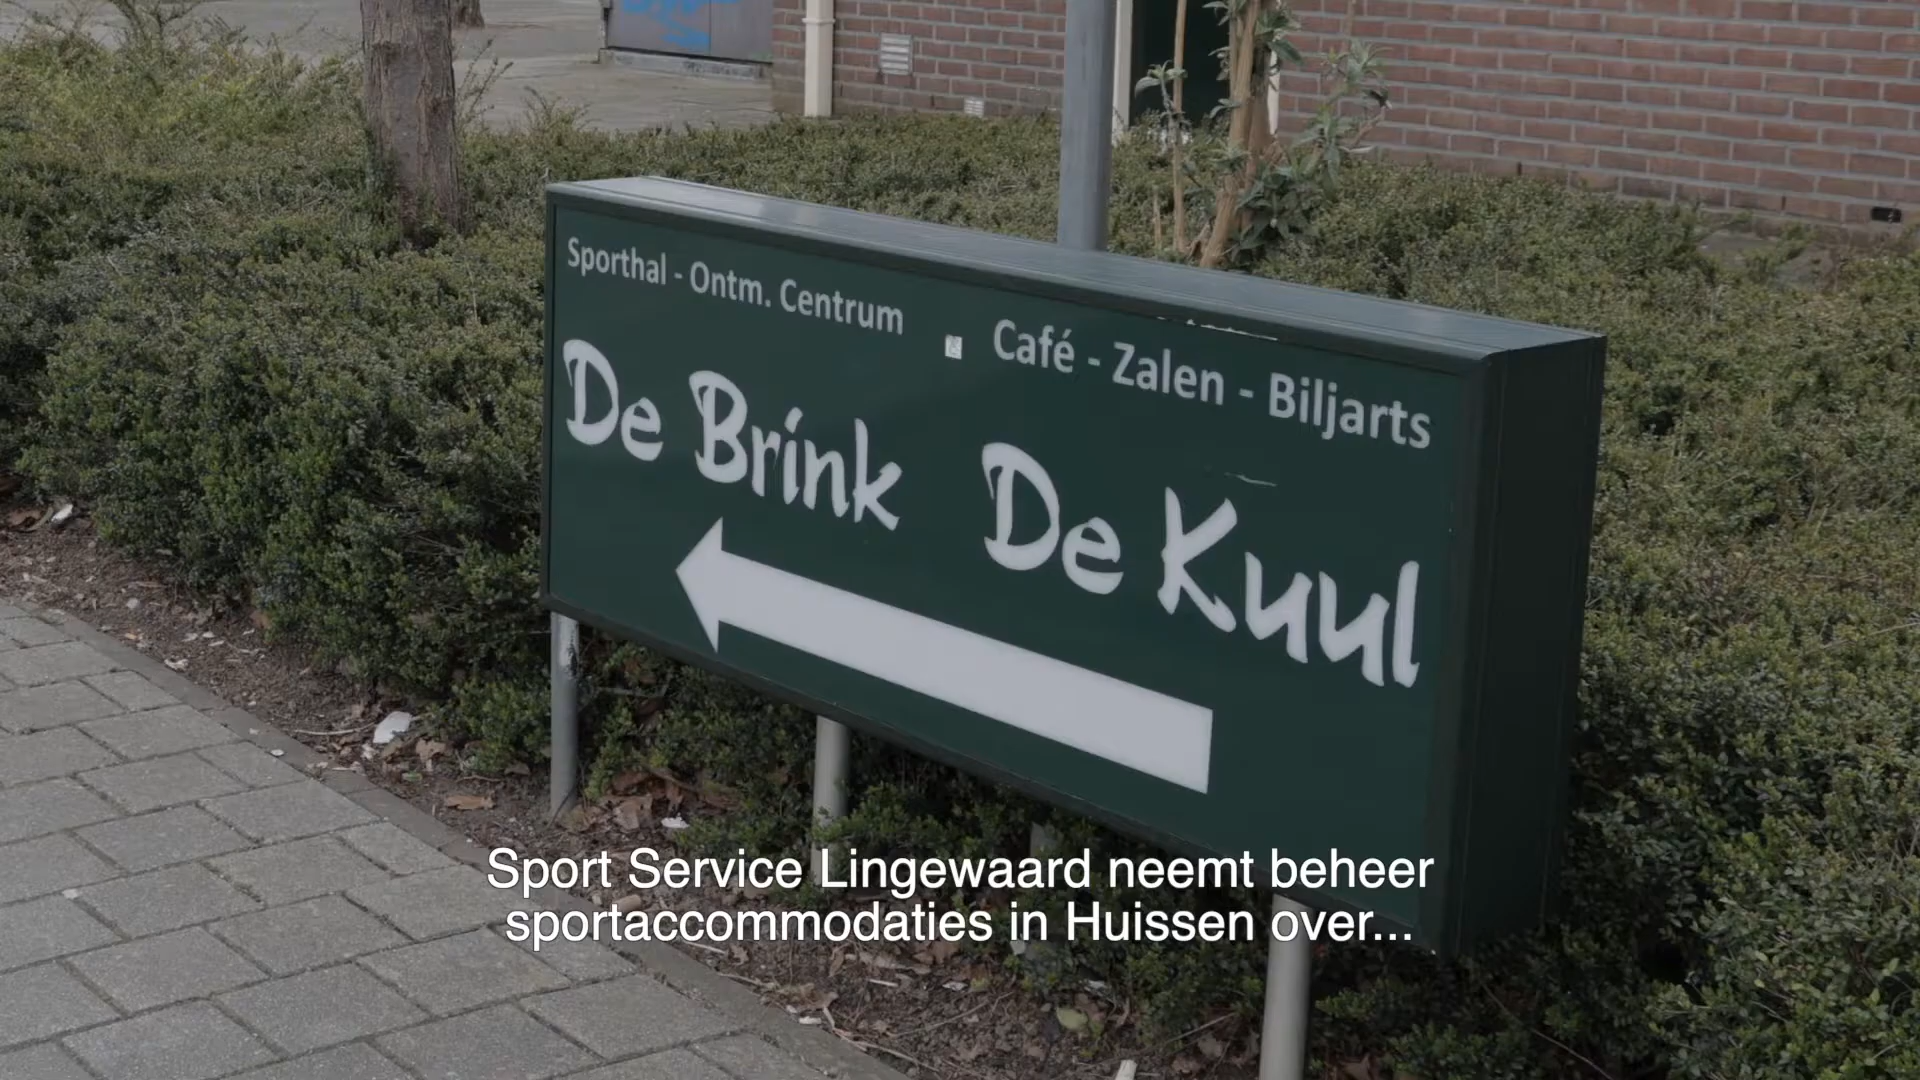 Sporthal - Ontm. Centrum
De Brink
Café - Zalen - Biljarts
De Kuul
Sport Service Lingewaard neemt beheer
sportaccommodaties in Huissen over...